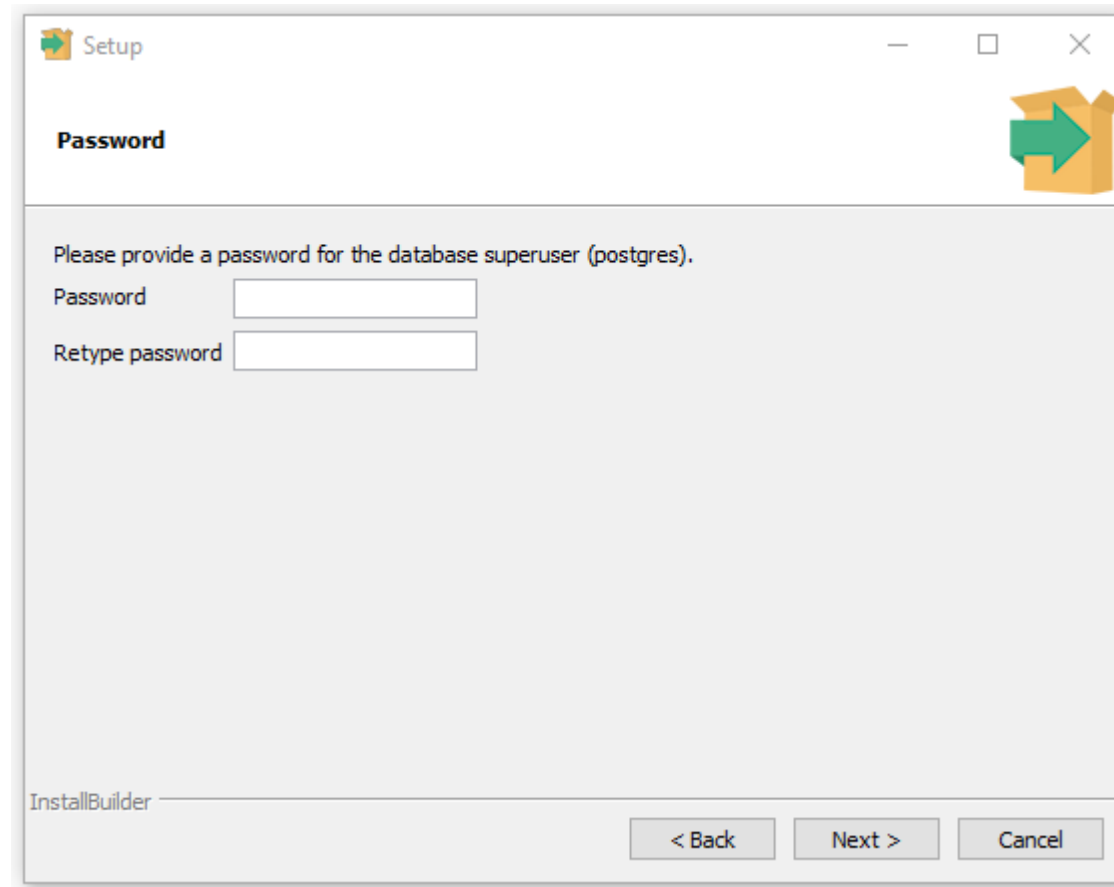 Setup
Password
Please provide a password for the database superuser (postgres).
Password
Retype password
InstallBuilder
< Back Next > Cancel